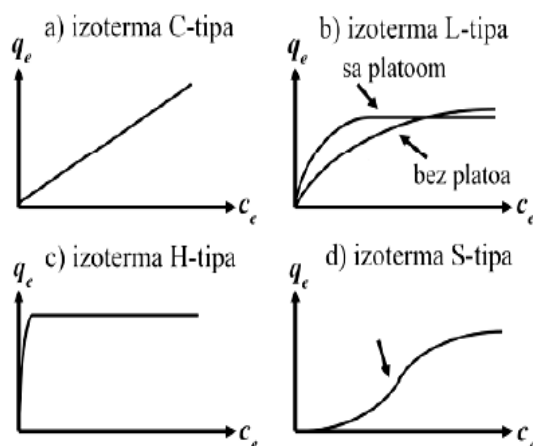 a) izoterma C-tipa
qe
ce
b) izoterma L-tipa
qe
sa platoom
bez platoa
ce
c) izoterma H-tipa
qe
ce
d) izoterma S-tipa
qe
ce